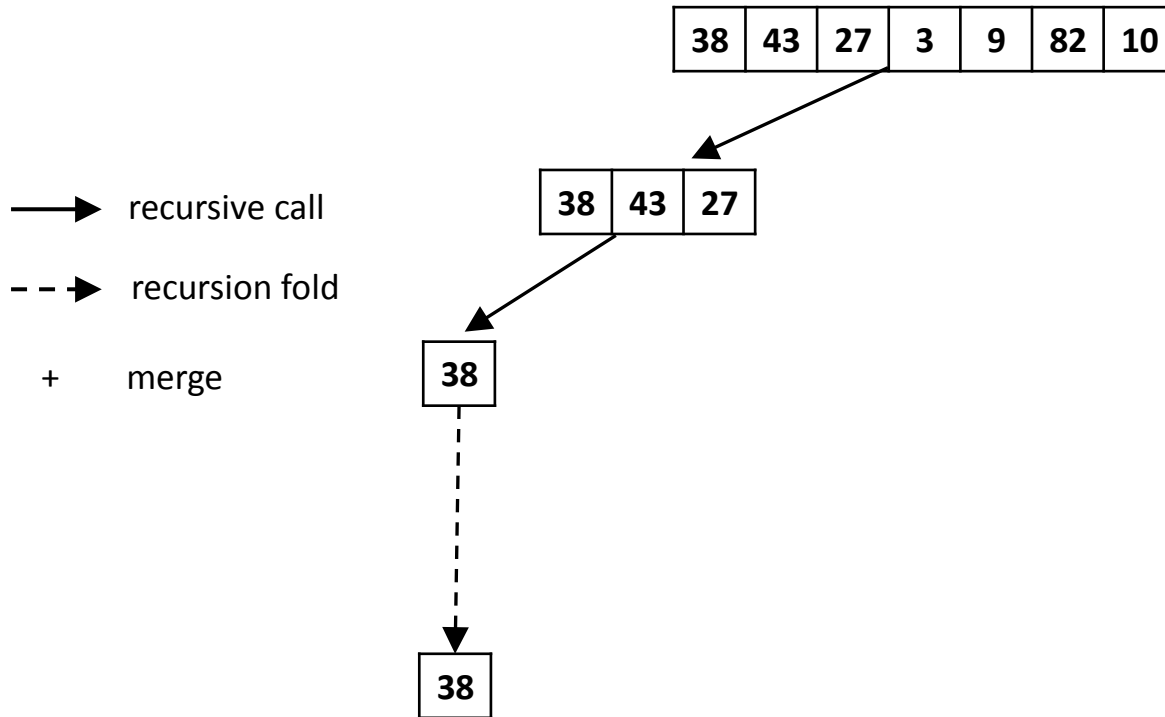 38 43 27 3 9 82 10
38 43 27
recursive call
recursion fold
38
+ merge
38